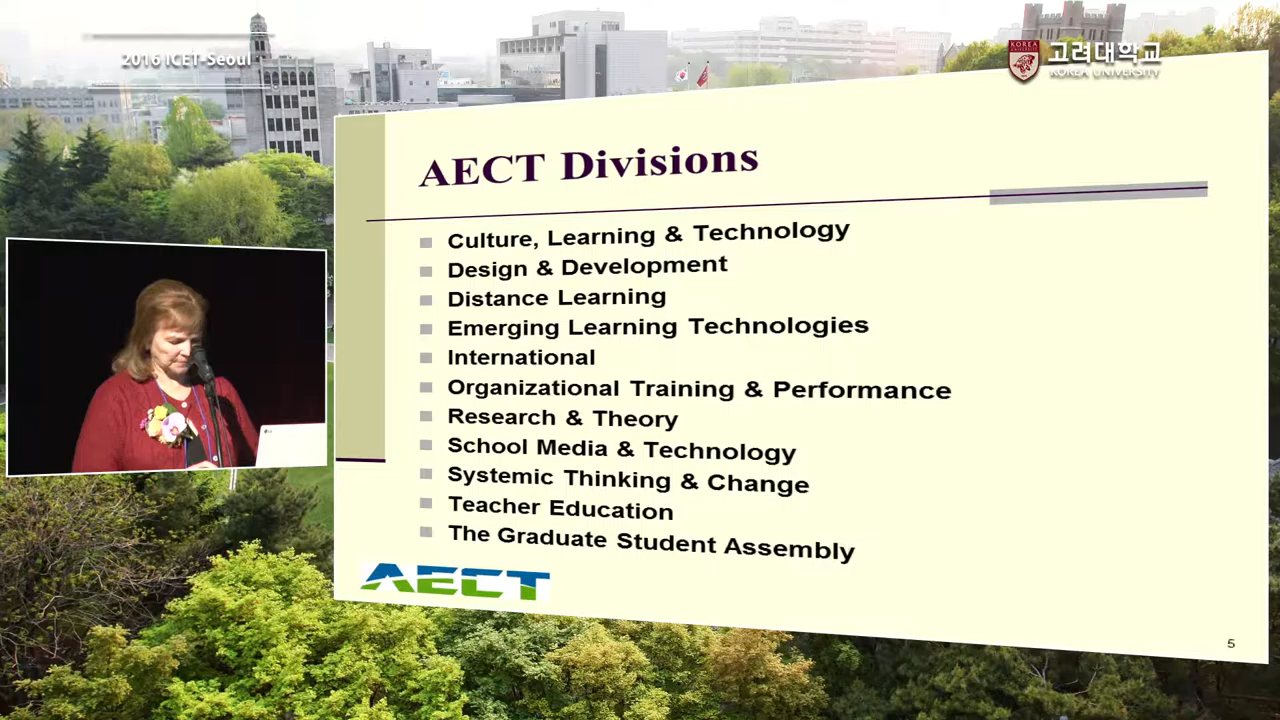 2016 ICET-Seoul
KOREA
고려대학교
KOREA UNIVERSITY
AECT Divisions
Culture, Learning & Technology
Design & Development
Distance Learning
Emerging Learning Technologies
International
Organizational Training & Performance
Research & Theory
School Media & Technology
Systemic Thinking & Change
Teacher Education
The Graduate Student Assembly
AECT
5